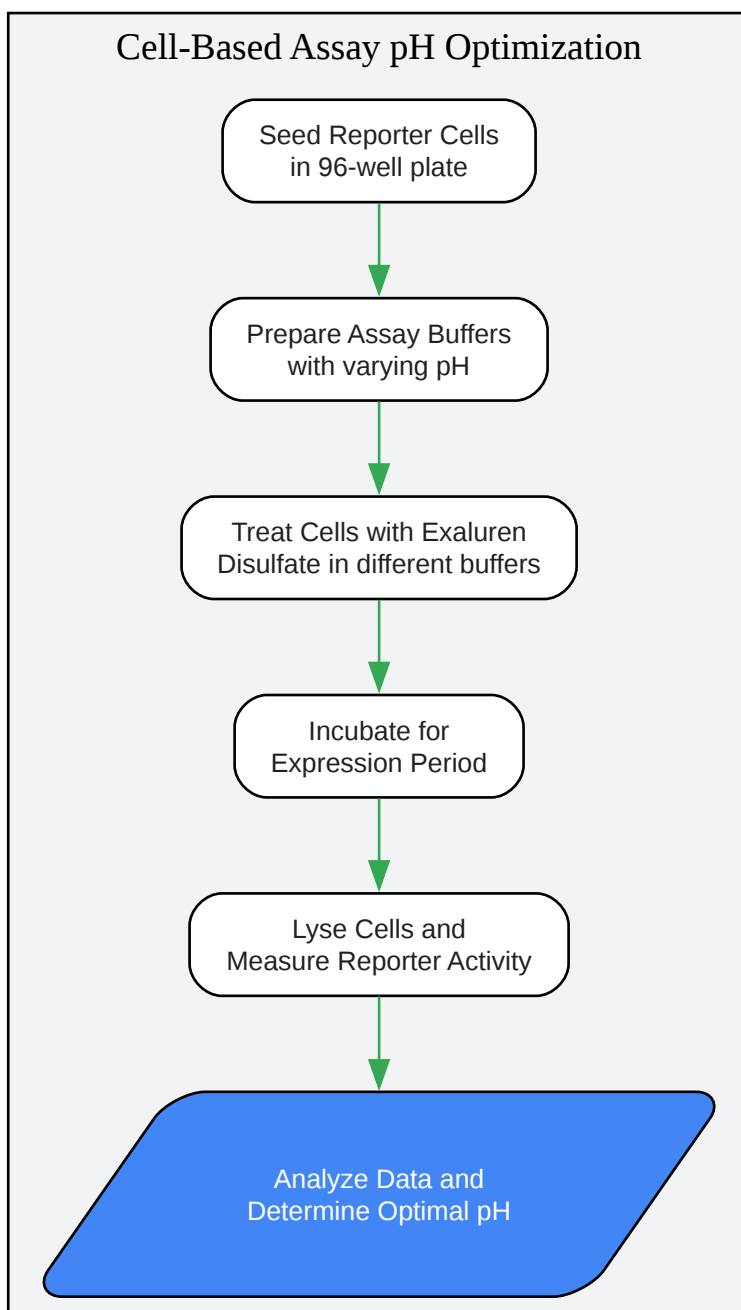 Cell-Based Assay pH Optimization
Seed Reporter Cells
in 96-well plate
Prepare Assay Buffers
with varying pH
Treat Cells with Exaluren
Disulfate in different buffers
Incubate for
Expression Period
Lyse Cells and
Measure Reporter Activity
Analyze Data and
Determine Optimal pH